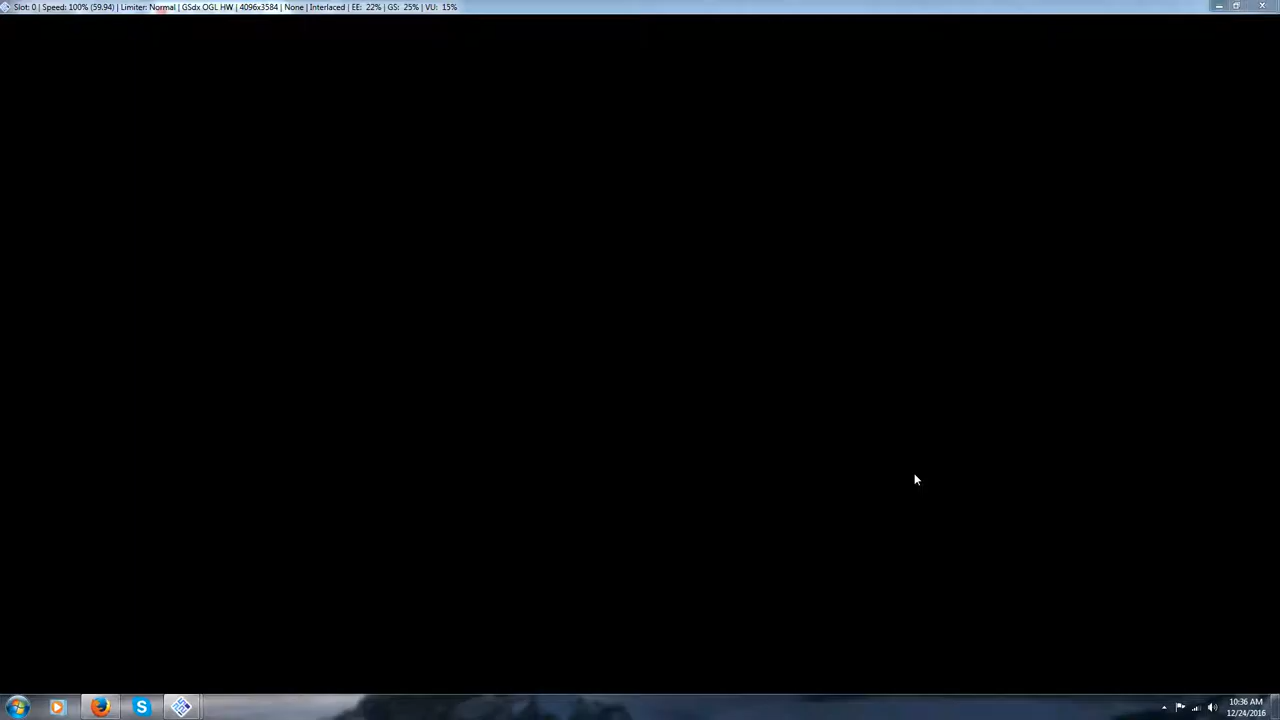 Slot: 0 | Speed: 100% (59.94) | Limiter: Normal | GSdx OGL HW | 4096x3584 | None | Interlaced | EE: 22% | GS: 25% | VU: 15%
S
10:36 AM
12/24/2016